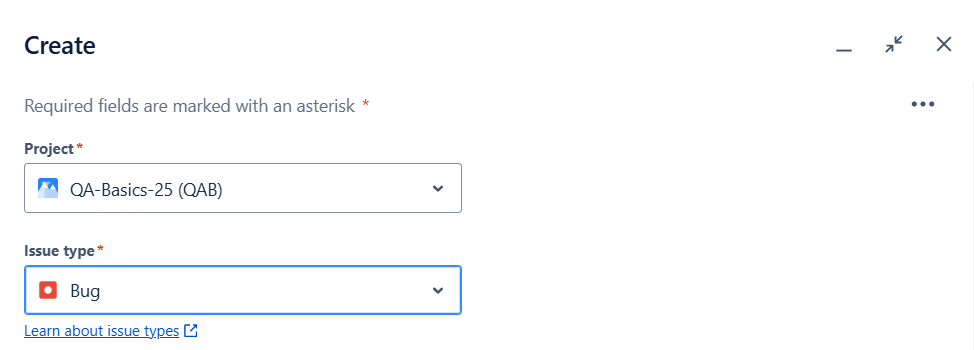 Create
Required fields are marked with an asterisk *
Project*
QA-Basics-25 (QAB)
Issue type*
Bug
Learn about issue types